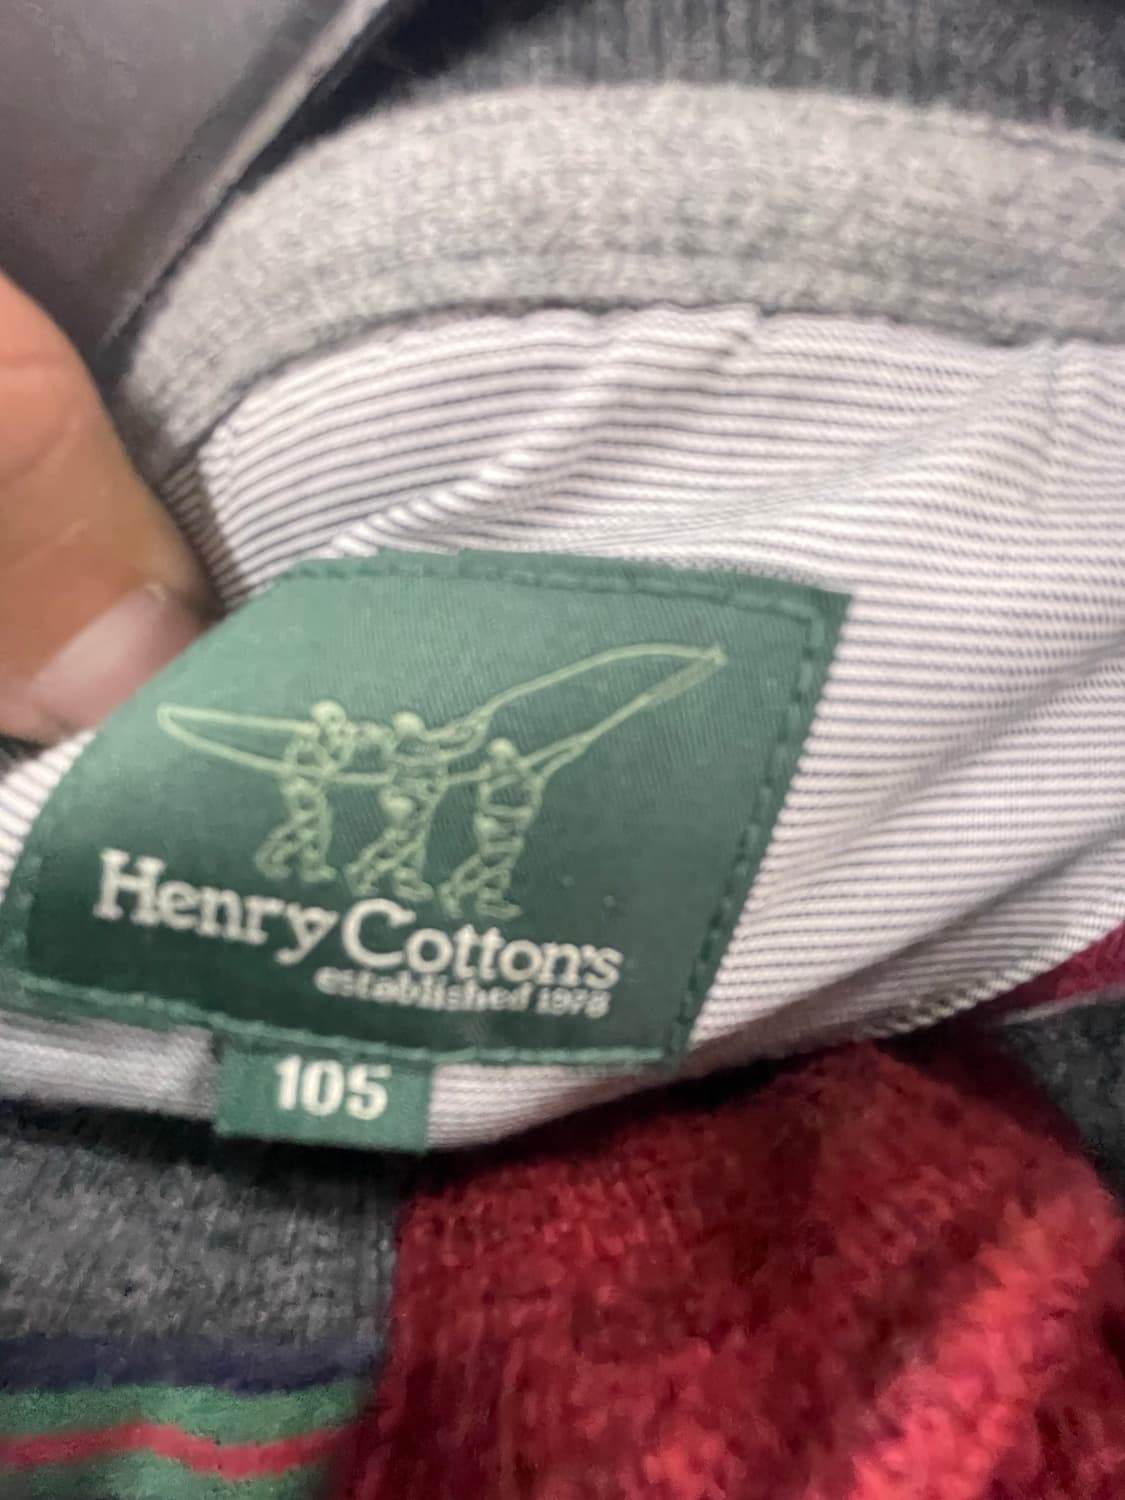 Henry Cotton's
established 1978
105